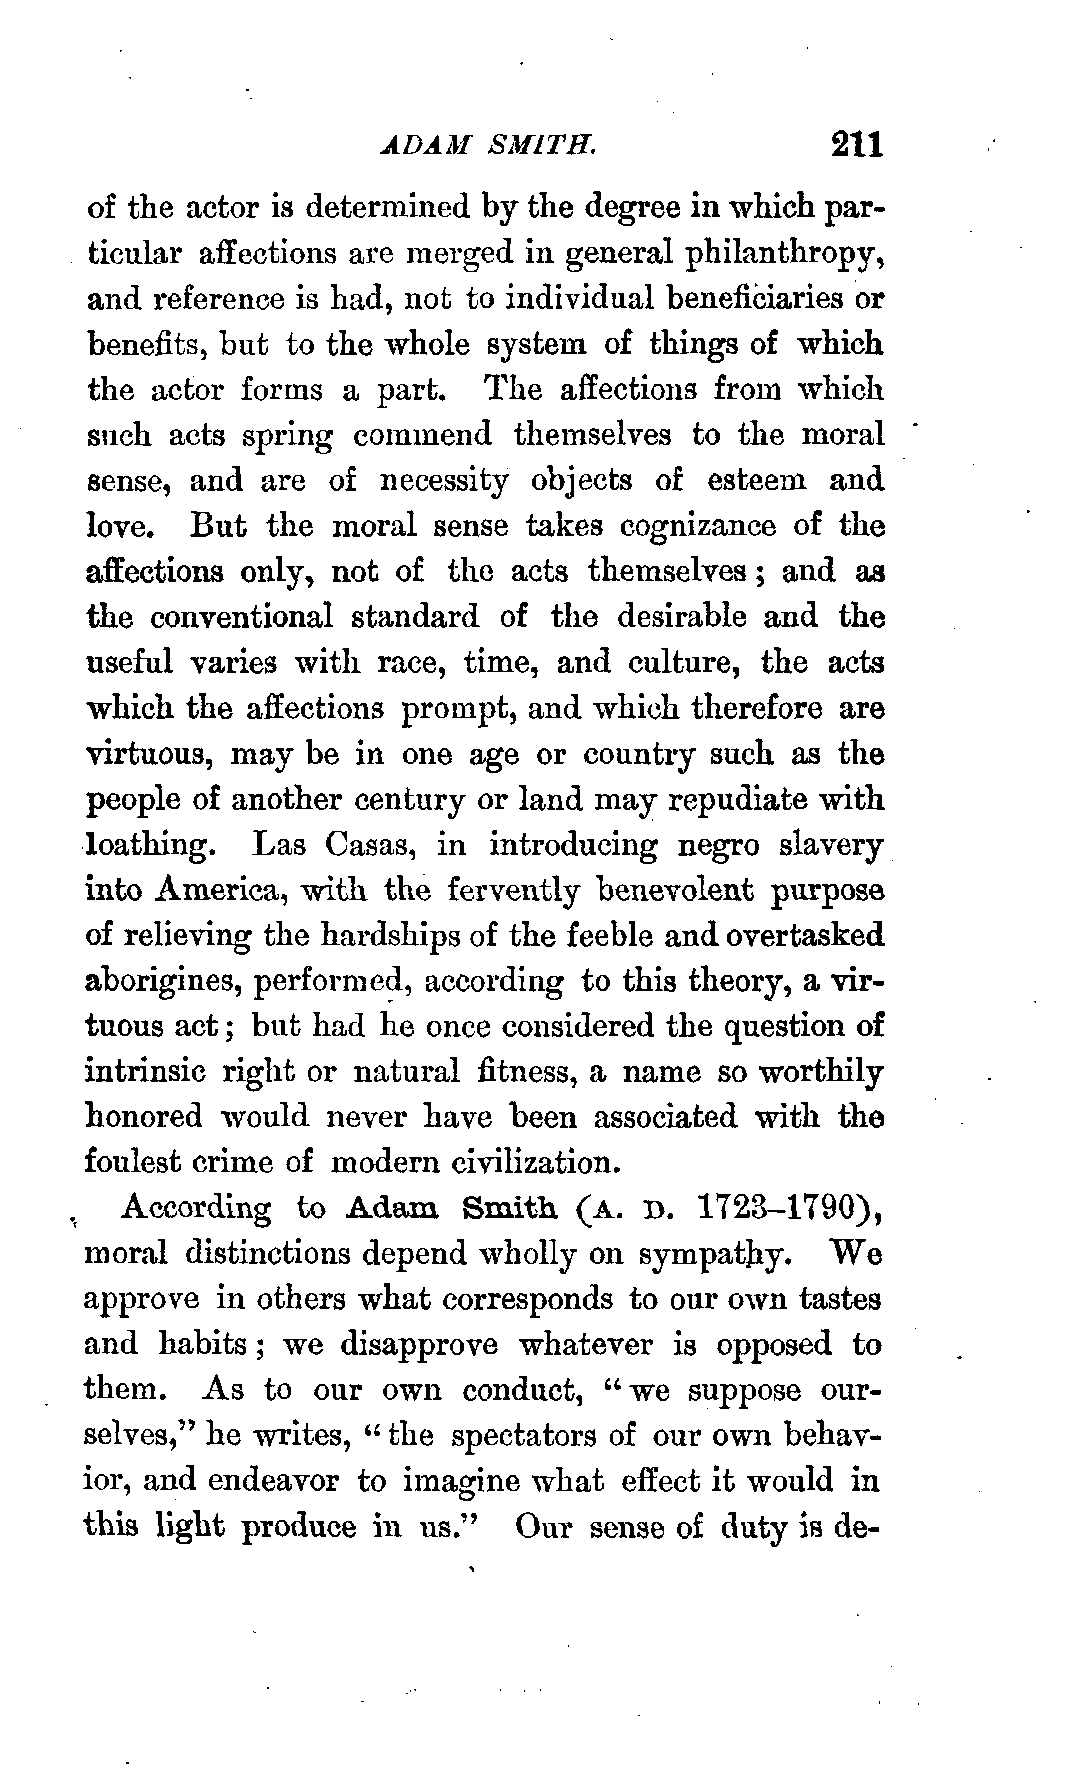 ADAM SMITH. 211
of the actor is determined by the degree in which par-
ticular affections are merged in general philanthropy,
and reference is had, not to individual beneficiaries or
benefits, but to the whole system of things of which
the actor forms a part. The affections from which
such acts spring commend themselves to the moral
sense, and are of necessity objects of esteem and
love. But the moral sense takes cognizance of the
affections only, not of the acts themselves; and as
the conventional standard of the desirable and the
useful varies with race, time, and culture, the acts
which the affections prompt, and which therefore are
virtuous, may be in one age or country such as the
people of another century or land may repudiate with
loathing. Las Casas, in introducing negro slavery
into America, with the fervently benevolent purpose
of relieving the hardships of the feeble and overtasked
aborigines, performed, according to this theory, a vir-
tuous act; but had he once considered the question of
intrinsic right or natural fitness, a name so worthily
honored would never have been associated with the
foulest crime of modern civilization.
According to Adam Smith (A. D. 1723–1790),
moral distinctions depend wholly on sympathy. We
approve in others what corresponds to our own tastes
and habits; we disapprove whatever is opposed to
them. As to our own conduct, “we suppose our-
selves,” he writes, “the spectators of our own behav-
ior, and endeavor to imagine what effect it would in
this light produce in us.” Our sense of duty is de-